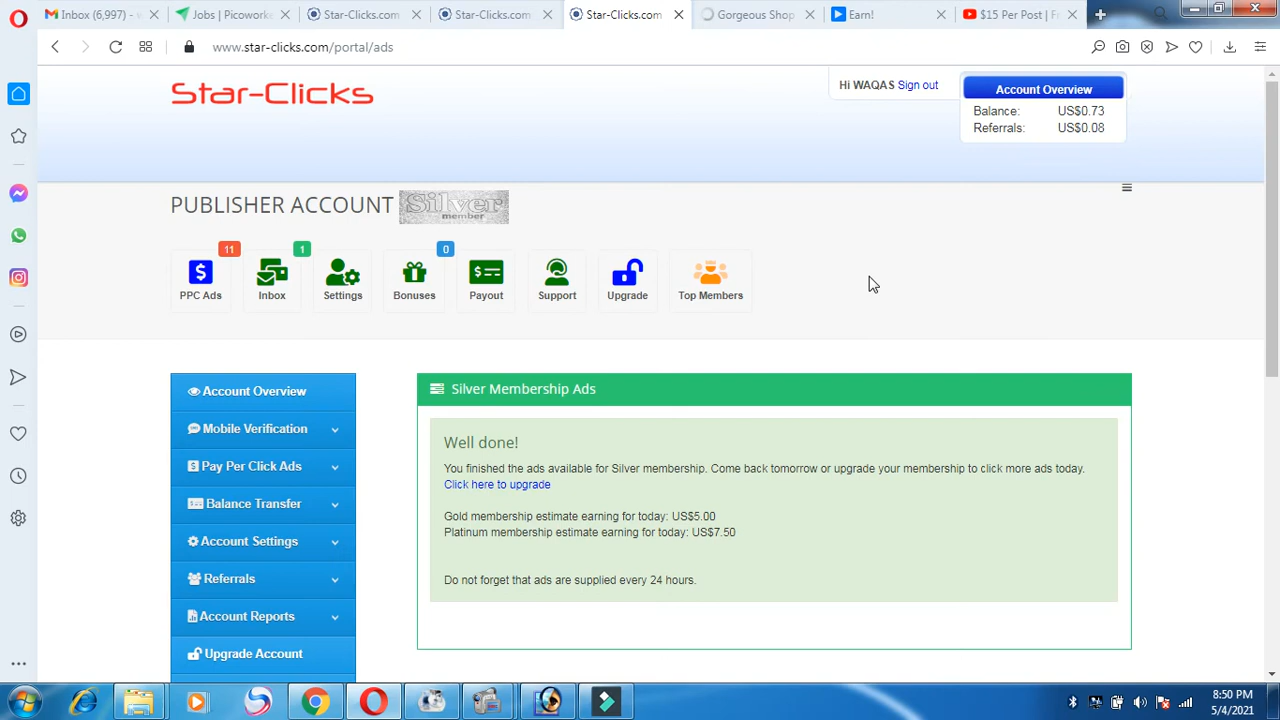 Inbox (6,997)
Jobs | Picowork
Star-Clicks.com
Star-Clicks.com
Star-Clicks.com
Gorgeous Shop
Earn!
$15 Per Post | F
www.star-clicks.com/portal/ads
Star-Clicks
Hi WAQAS Sign out
Account Overview
Balance: US$0.73
Referrals: US$0.08
PUBLISHER ACCOUNT Silver member
11 1 0
PPC Ads Inbox Settings Bonuses Payout Support Upgrade Top Members
Account Overview
Mobile Verification
Pay Per Click Ads
Balance Transfer
Account Settings
Referrals
Account Reports
Upgrade Account
Silver Membership Ads
Well done!
You finished the ads available for Silver membership. Come back tomorrow or upgrade your membership to click more ads today.
Click here to upgrade
Gold membership estimate earning for today: US$5.00
Platinum membership estimate earning for today: US$7.50
Do not forget that ads are supplied every 24 hours.
8:50 PM
5/4/2021